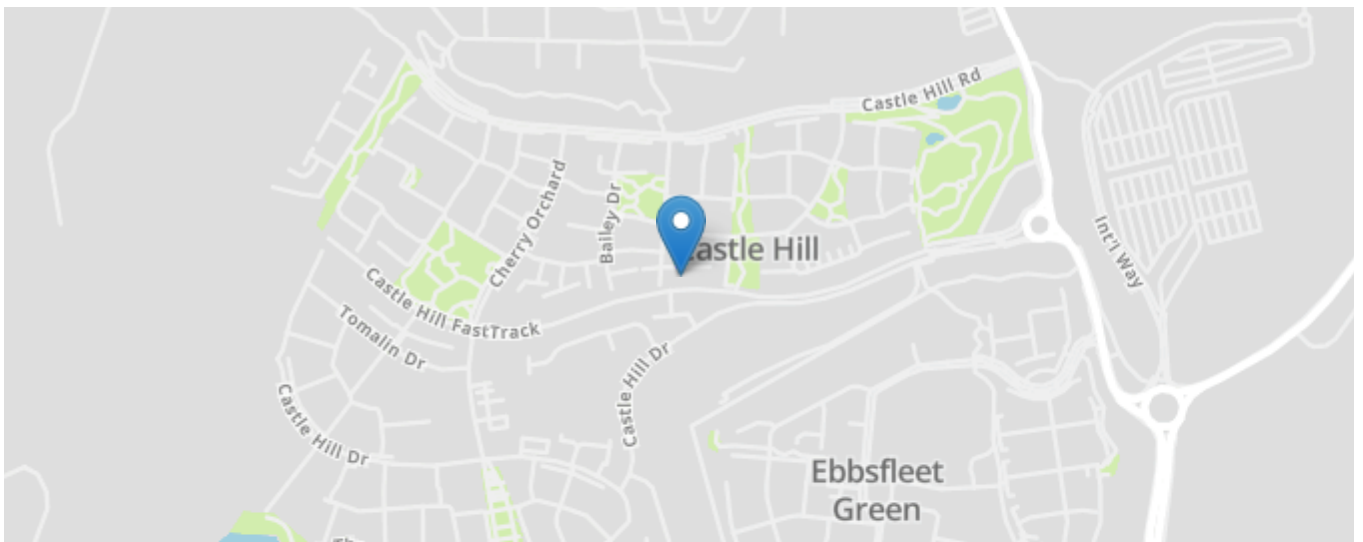 Castle Hill Rd
Cherry Orchard
Bailey Dr
astle Hill
Int'l Way
Castle Hill FastTrack
Tomalin Dr
Castle Hill Dr
Castle Hill Dr
Ebbsfleet
Green